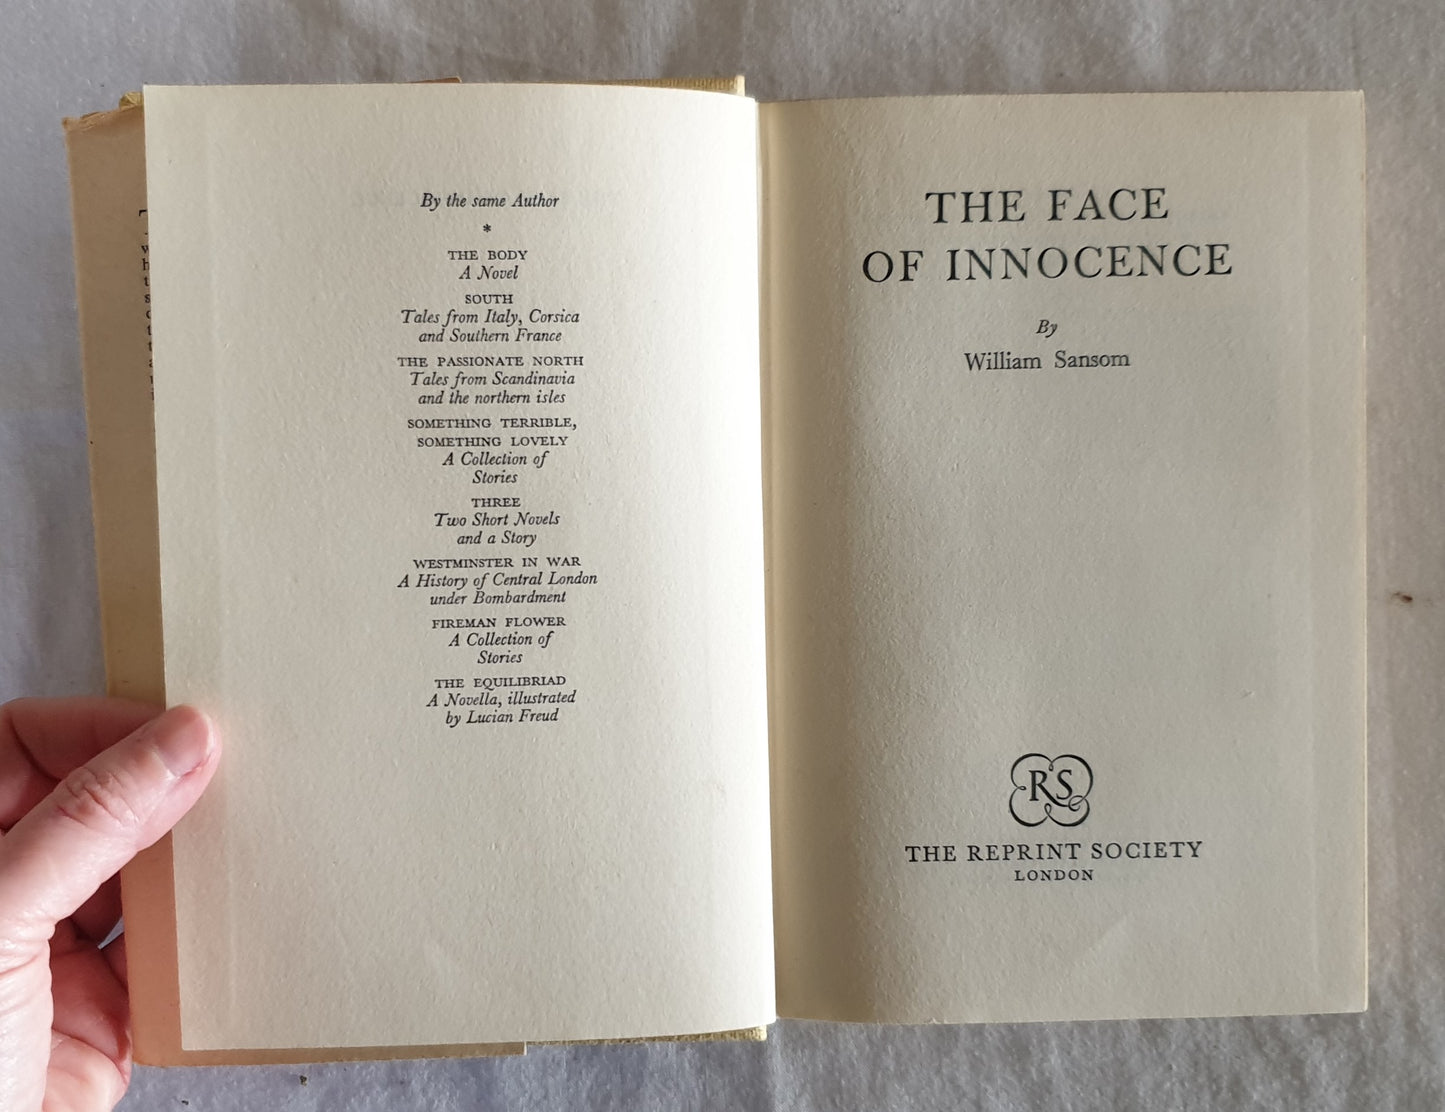 By the same Author
*
THE BODY
A Novel
SOUTH
Tales from Italy, Corsica
and Southern France
THE PASSIONATE NORTH
Tales from Scandinavia
and the northern isles
SOMETHING TERRIBLE,
SOMETHING LOVELY
A Collection of
Stories
THREE
Two Short Novels
and a Story
WESTMINSTER IN WAR
A History of Central London
under Bombardment
FIREMAN FLOWER
A Collection of
Stories
THE EQUILIBRIAD
A Novella, illustrated
by Lucian Freud
THE FACE
OF INNOCENCE
By
William Sansom
RS
THE REPRINT SOCIETY
LONDON